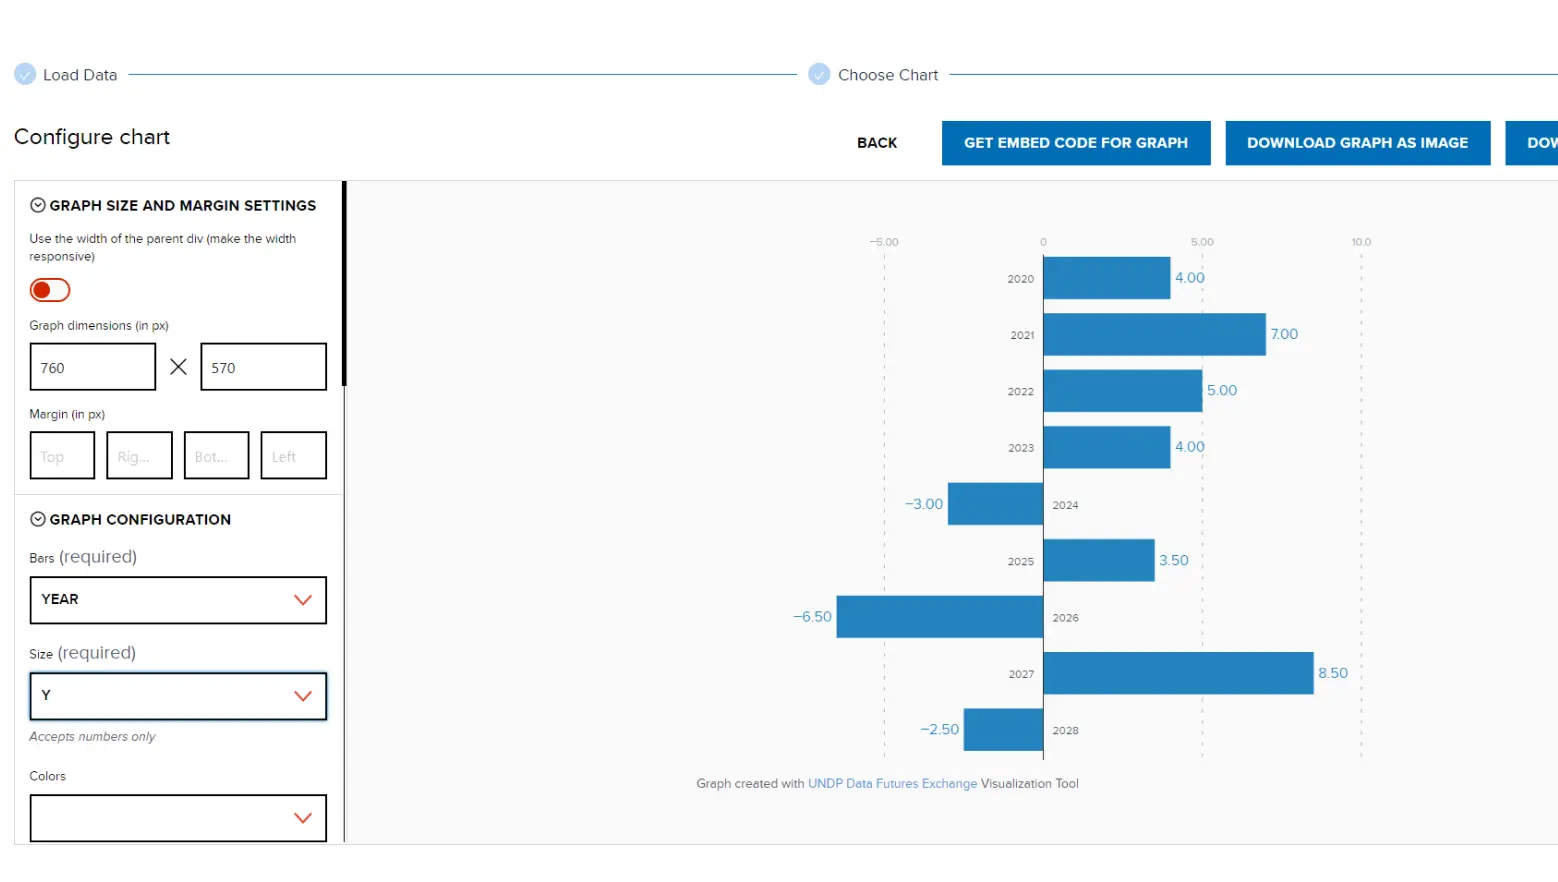 Load Data
Choose Chart
Configure chart
BACK
GET EMBED CODE FOR GRAPH
DOWNLOAD GRAPH AS IMAGE
DOW
GRAPH SIZE AND MARGIN SETTINGS
Use the width of the parent div (make the width
responsive)
Graph dimensions (in px)
760
570
Margin (in px)
Top
Rig...
Bot...
Left
GRAPH CONFIGURATION
Bars (required)
YEAR
Size (required)
Y
Accepts numbers only
Colors
−5.00 0 5.00 10.0
2020 4.00
2021 7.00
2022 5.00
2023 4.00
−3.00 2024
2025 3.50
−6.50 2026
2027 8.50
−2.50 2028
Graph created with UNDP Data Futures Exchange Visualization Tool